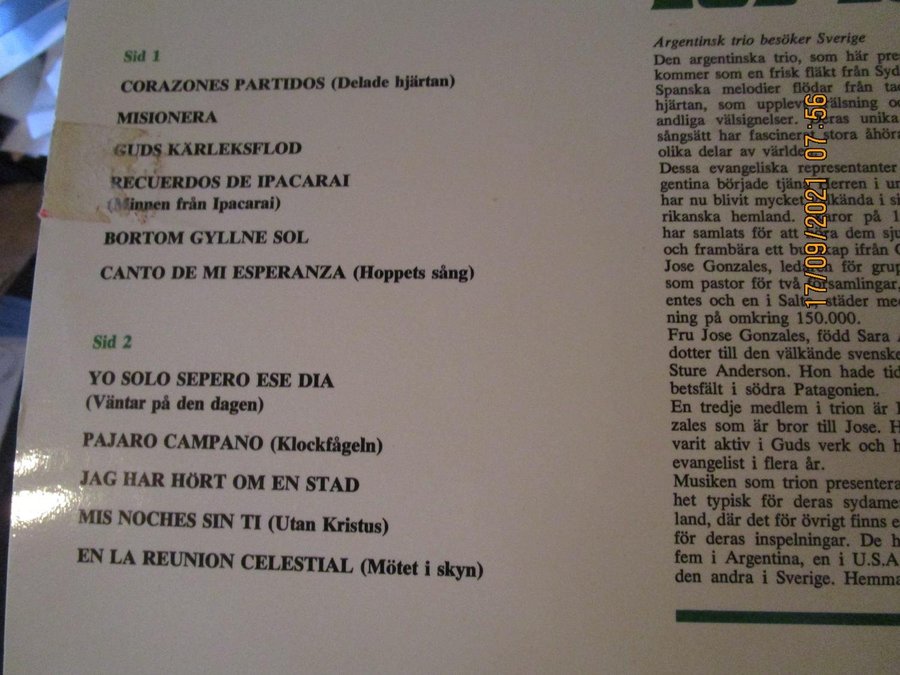 Sid 1
CORAZONES PARTIDOS (Delade hjärtan)
MISIONERA
GUDS KÄRLEKSFLOD
RECUERDOS DE IPACARAI
(Minnen från Ipacarai)
BORTOM GYLLNE SOL
CANTO DE MI ESPERANZA (Hoppets sång)
Sid 2
YO SOLO SEPERO ESE DIA
(Väntar på den dagen)
PAJARO CAMPANO (Klockfågeln)
JAG HAR HÖRT OM EN STAD
MIS NOCHES SIN TI (Utan Kristus)
EN LA REUNION CELESTIAL (Mötet i skyn)
Argentinsk trio besöker Sverige
Den argentinska trio, som här
kommer som en frisk fläkt från
Spanska melodier flödar från
hjärtan, som
andliga välsignelser. unika
sångsätt har stora
olika delar av
Dessa evangeliska representanter
gentina började i
har nu blivit mycket i
rikanska hemland. på
har samlats för att dem
och frambära ett ifrån
Jose Gonzales, för
som pastor för två
entes och en i städer
ning på omkring 150.000.
Fru Jose Gonzales, född Sara
dotter till den välkände
Sture Anderson. Hon hade
betsfält i södra Patagonien.
En tredje medlem i trion är
zales som är bror till Jose.
varit aktiv i Guds verk och
evangelist i flera år.
Musiken som trion
het typisk för deras
land, där det för övrigt finns
för deras inspelningar. De
fem i Argentina, en i U.S.A
den andra i Sverige.
17/09/2021 07:56